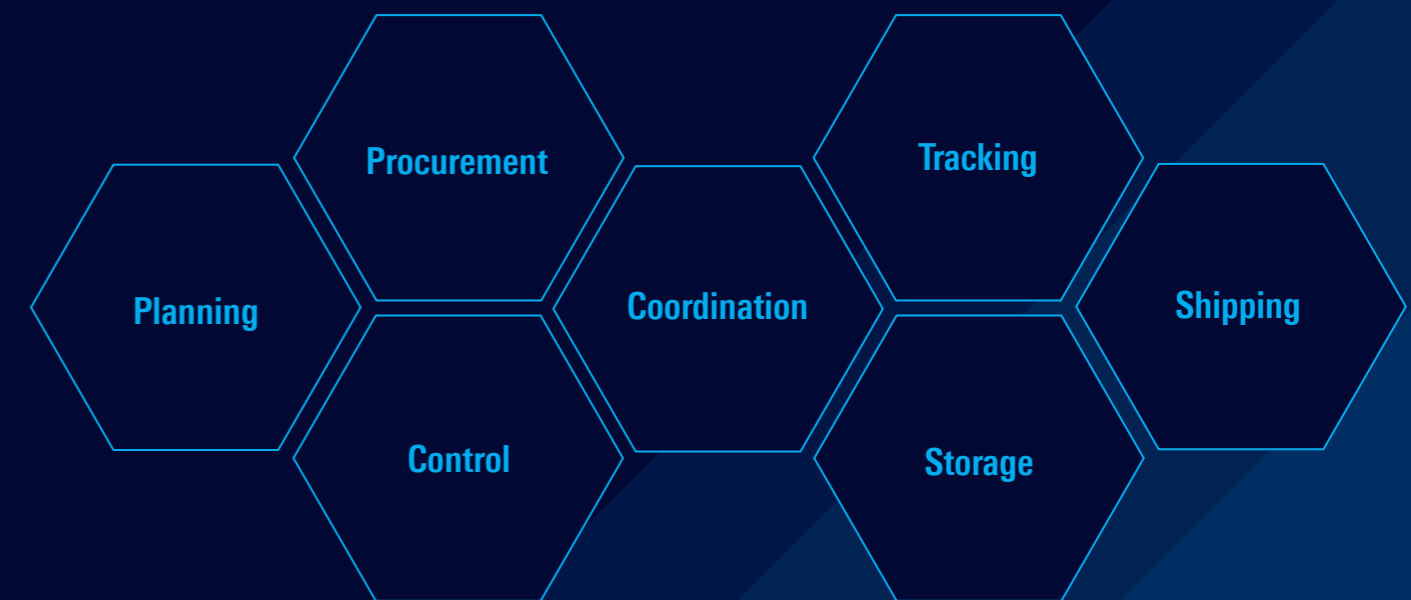 Procurement
Tracking
Planning
Coordination
Shipping
Control
Storage